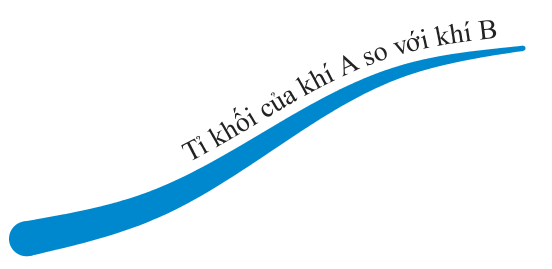 Tỉ khối của khí A so với khí B